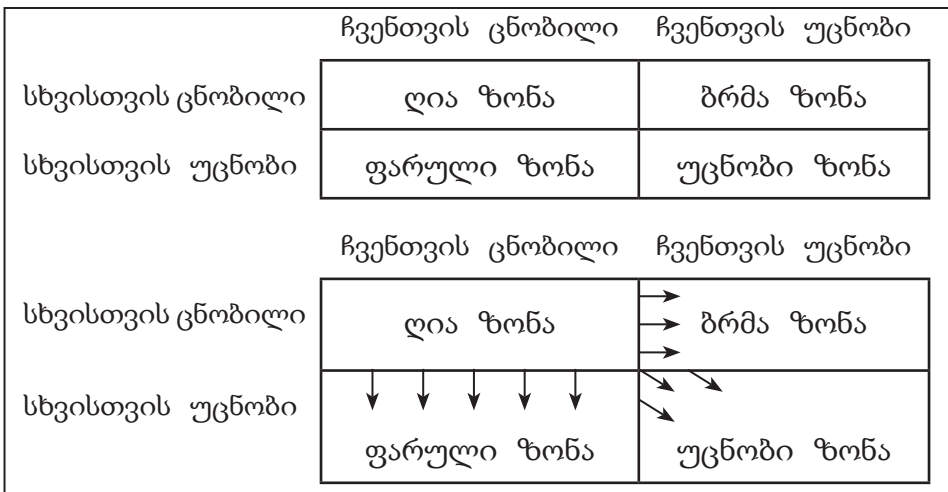 ჩვენთვის ცნობილი ჩვენთვის უცნობი
სხვისთვის ცნობილი ღია ზონა ბრმა ზონა
სხვისთვის უცნობი ფარული ზონა უცნობი ზონა
ჩვენთვის ცნობილი ჩვენთვის უცნობი
სხვისთვის ცნობილი ღია ზონა ბრმა ზონა
სხვისთვის უცნობი
ფარული ზონა უცნობი ზონა